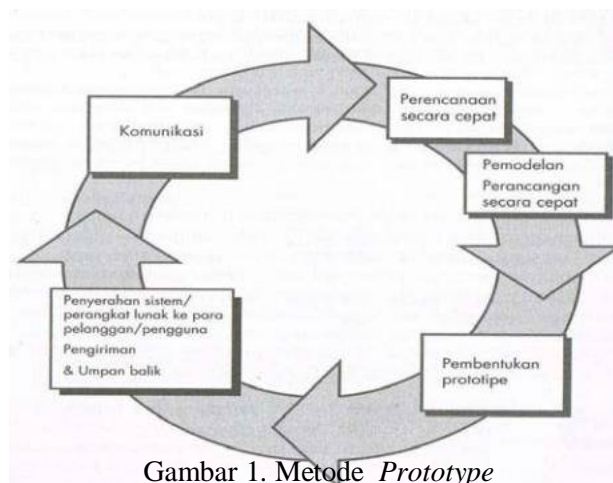 Komunikasi
Perencanaan
secara cepat
Pemodelan
Perancangan
secara cepat
Pembentukan
prototipe
Penyerahan sistem/
perangkat lunak ke para
pelanggan/pengguna
Pengiriman
& Umpan balik
Gambar 1. Metode Prototype